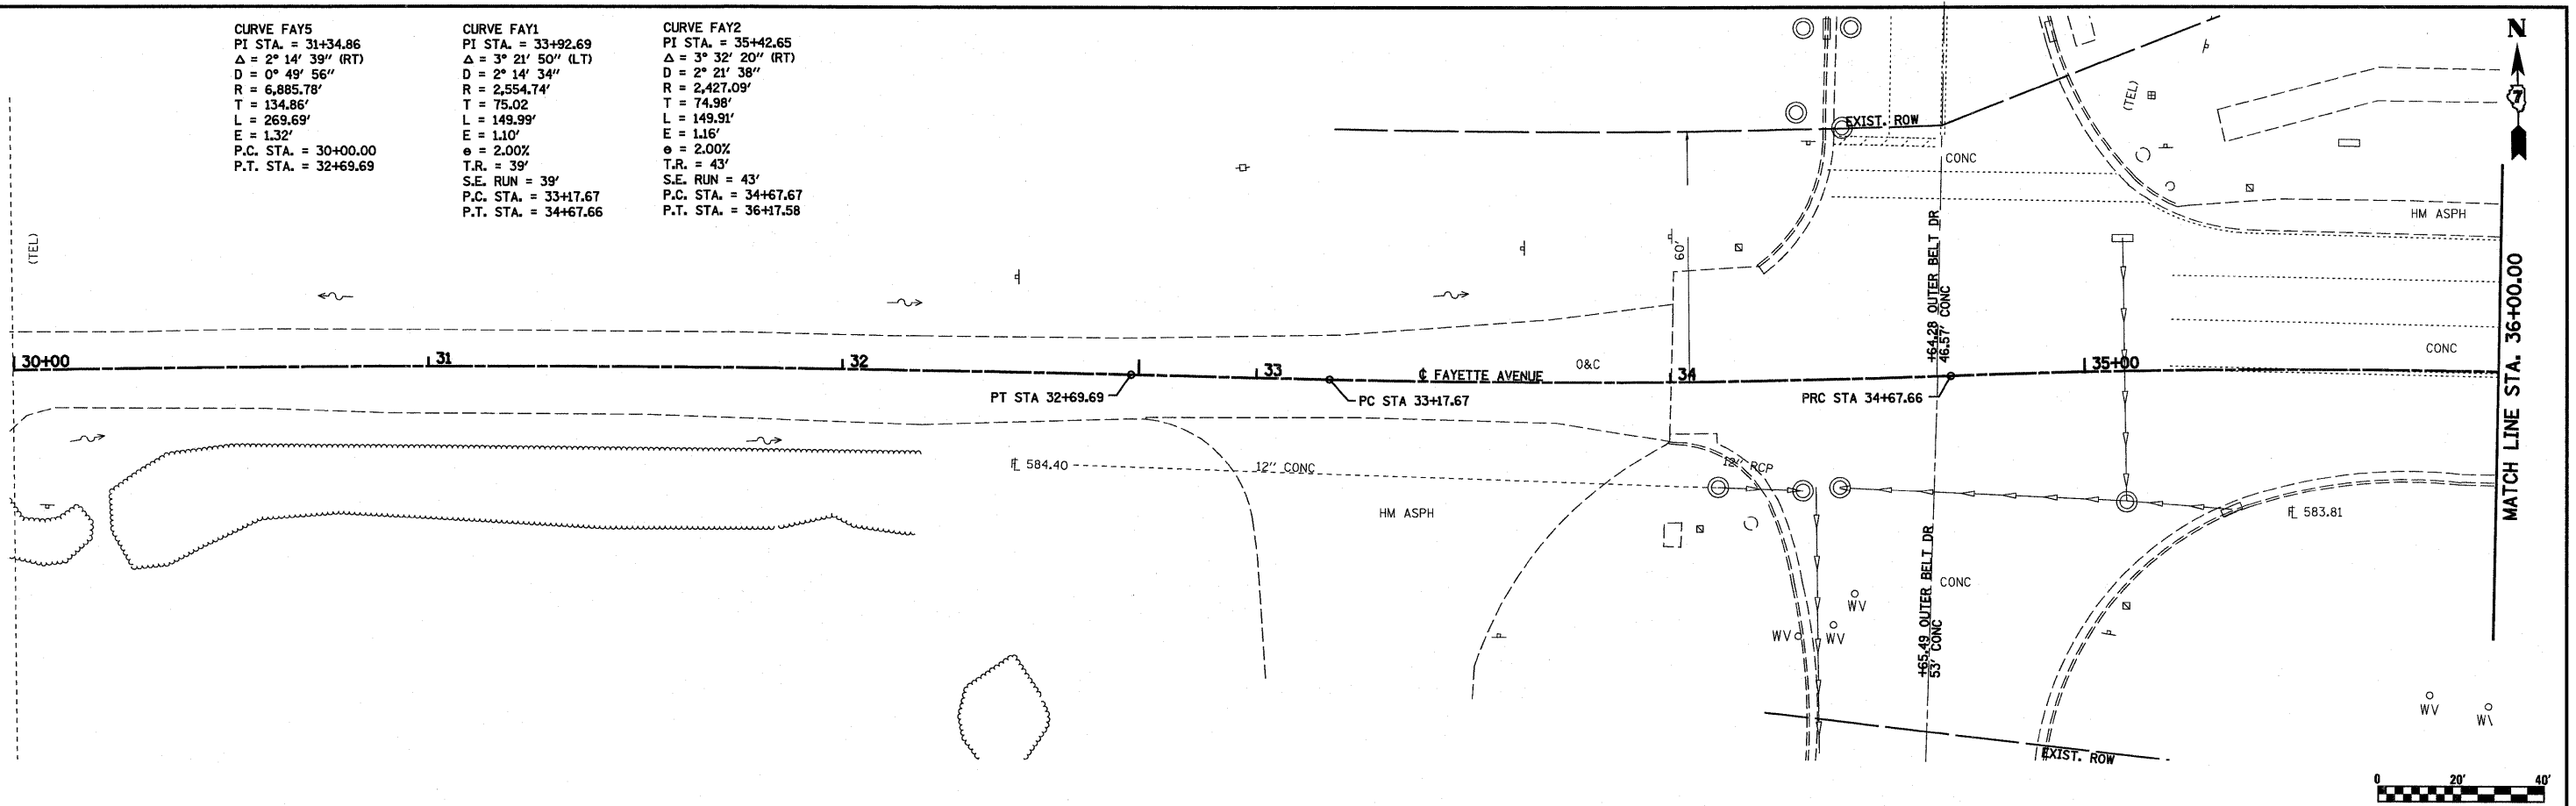 CURVE FAY5
PI STA. = 31+34.86
Δ = 2° 14' 39" (RT)
D = 0° 49' 56"
R = 6,885.78'
T = 134.86'
L = 269.69'
E = 1.32'
P.C. STA. = 30+00.00
P.T. STA. = 32+69.69
CURVE FAY1
PI STA. = 33+92.69
Δ = 3° 21' 50" (LT)
D = 2° 14' 34"
R = 2,554.74'
T = 75.02
L = 149.99'
E = 1.10'
e = 2.00%
T.R. = 39'
S.E. RUN = 39'
P.C. STA. = 33+17.67
P.T. STA. = 34+67.66
CURVE FAY2
PI STA. = 35+42.65
Δ = 3° 32' 20" (RT)
D = 2° 21' 38"
R = 2,427.09'
T = 74.98'
L = 149.91'
E = 1.16'
e = 2.00%
T.R. = 43'
S.E. RUN = 43'
P.C. STA. = 34+67.67
P.T. STA. = 36+17.58
N
7
(TEL)
(TEL)
EXIST. ROW
CONC
HM ASPH
60'
+64.28 OUTER BELT DR
46.57' CONC
CONC
MATCH LINE STA. 36+00.00
30+00
31
32
33
34
35+00
O&C
℄ FAYETTE AVENUE
PT STA 32+69.69
PC STA 33+17.67
PRC STA 34+67.66
FL 584.40
12" CONC
12" RCP
HM ASPH
FL 583.81
+65.49 OUTER BELT DR
53' CONC
CONC
WV
WV
WV
WV
EXIST. ROW
0 20' 40'